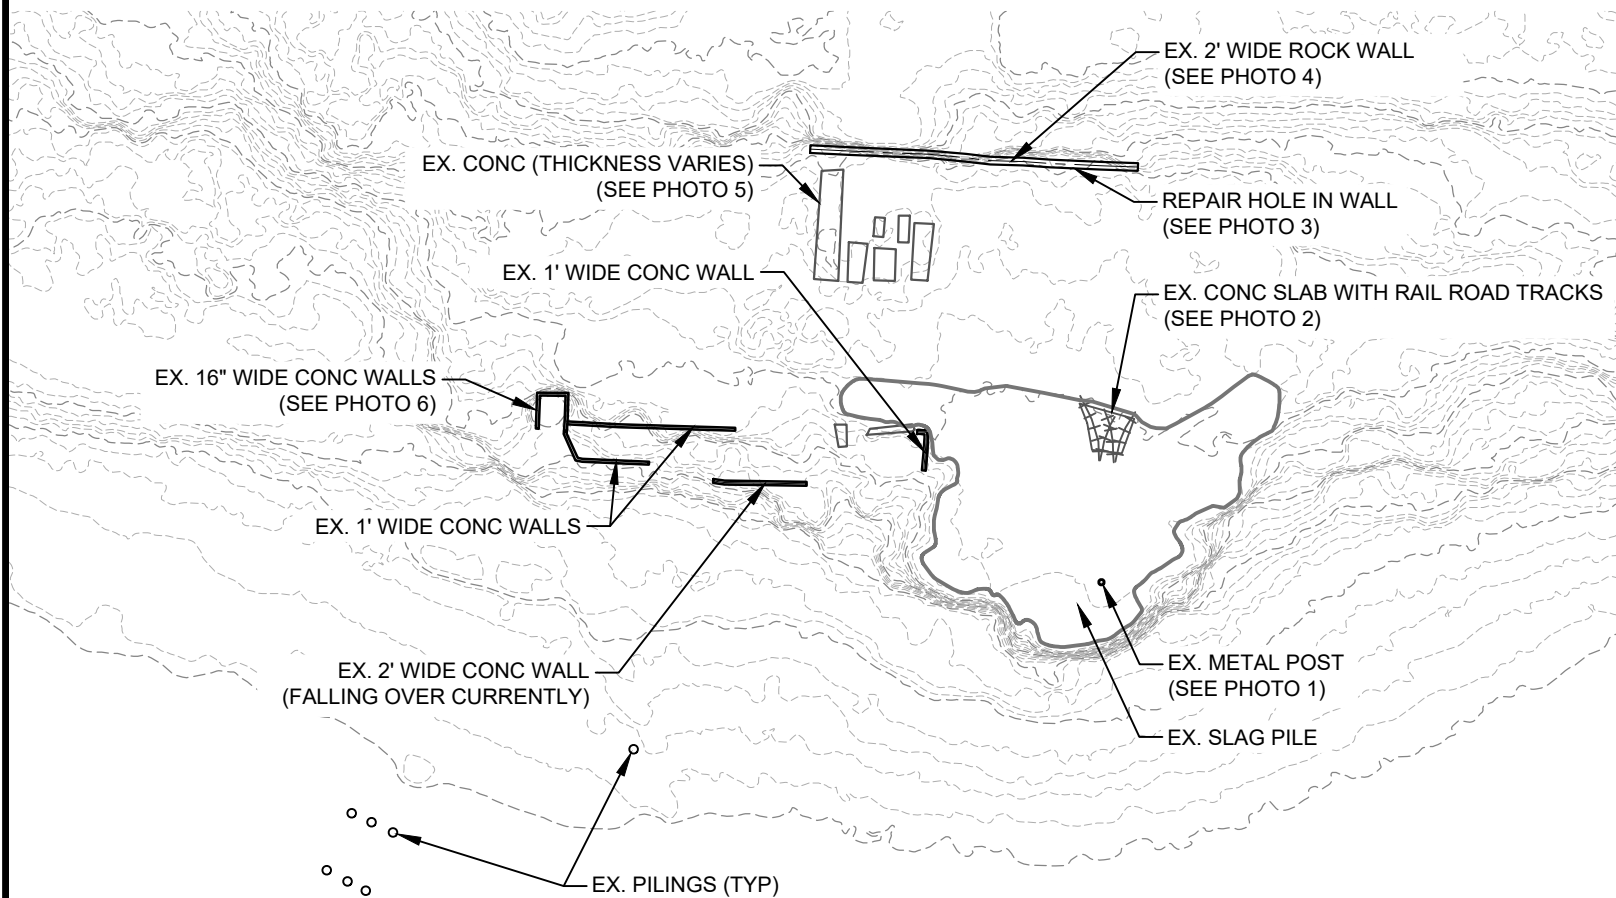 EX. 2' WIDE ROCK WALL
(SEE PHOTO 4)
EX. CONC (THICKNESS VARIES)
(SEE PHOTO 5)
REPAIR HOLE IN WALL
(SEE PHOTO 3)
EX. 1' WIDE CONC WALL
EX. CONC SLAB WITH RAIL ROAD TRACKS
(SEE PHOTO 2)
EX. 16" WIDE CONC WALLS
(SEE PHOTO 6)
EX. 1' WIDE CONC WALLS
EX. 2' WIDE CONC WALL
(FALLING OVER CURRENTLY)
EX. METAL POST
(SEE PHOTO 1)
EX. SLAG PILE
EX. PILINGS (TYP)